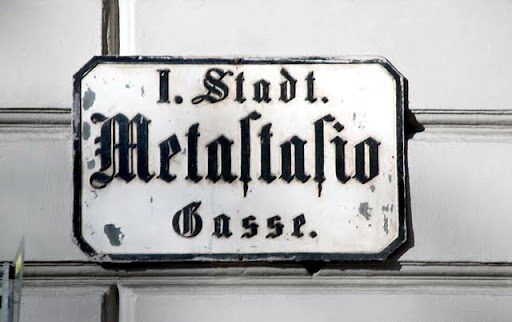 I. Stadt.
Metaſtaſio
Gasse.